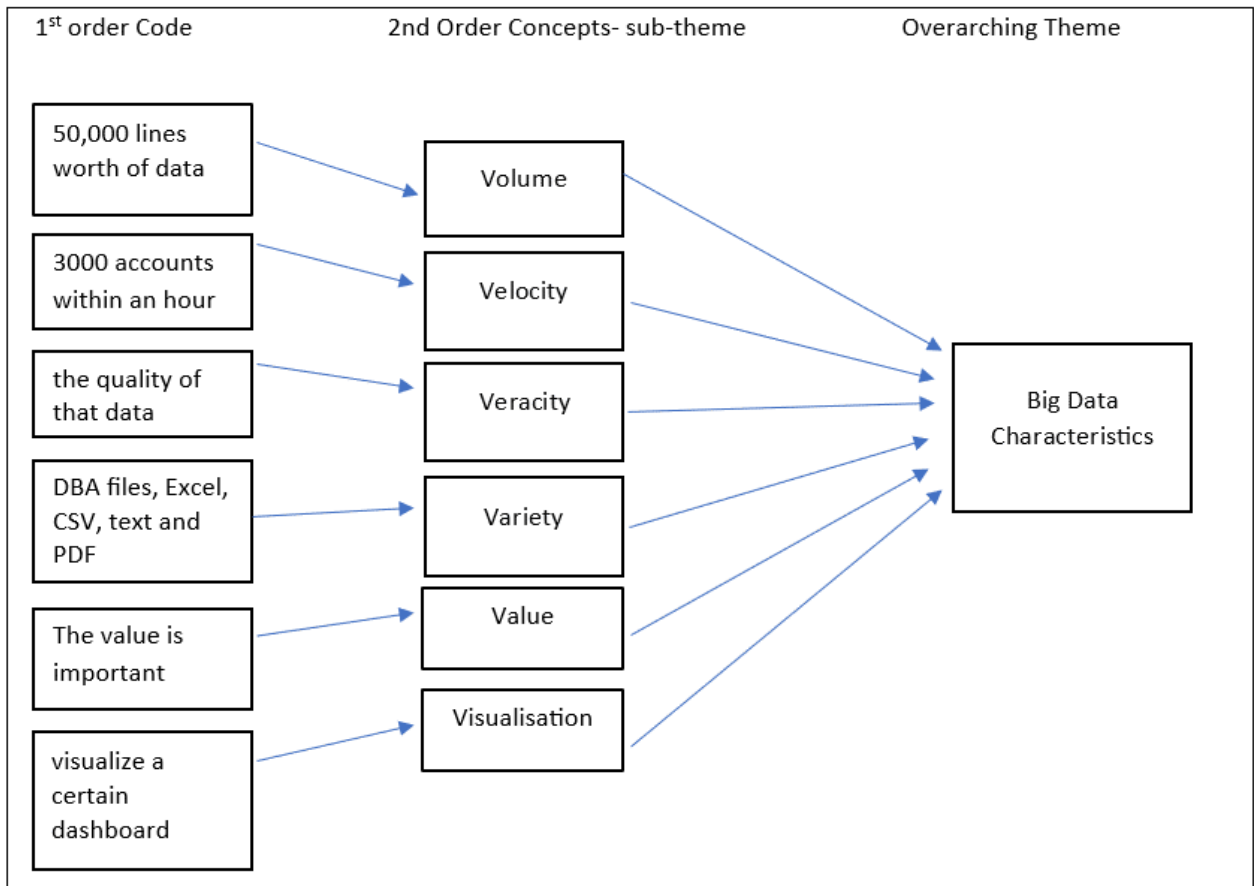 1st order Code
2nd Order Concepts- sub-theme
Overarching Theme
50,000 lines
worth of data
3000 accounts
within an hour
the quality of
that data
DBA files, Excel,
CSV, text and
PDF
The value is
important
visualize a
certain
dashboard
Volume
Velocity
Veracity
Variety
Value
Visualisation
Big Data
Characteristics